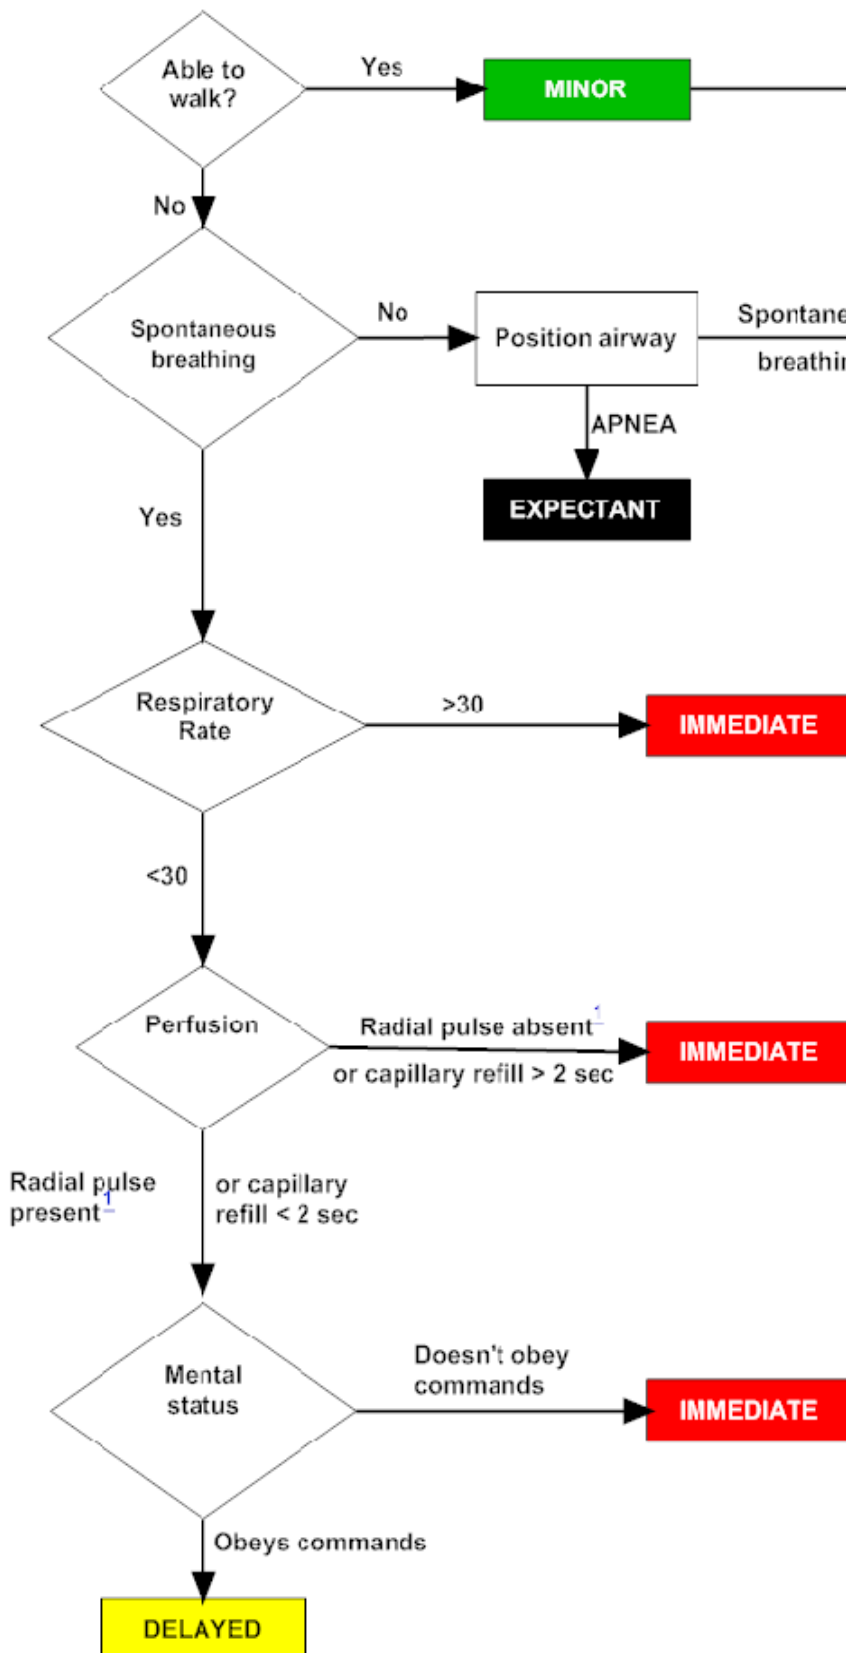 Able to
walk?
Yes
MINOR
No
Spontaneous
breathing
No
Position airway
APNEA
EXPECTANT
Yes
Respiratory
Rate
>30
IMMEDIATE
<30
Perfusion
Radial pulse absent1
or capillary refill > 2 sec
IMMEDIATE
Radial pulse
present1
or capillary
refill < 2 sec
Mental
status
Doesn't obey
commands
IMMEDIATE
Obeys commands
DELAYED